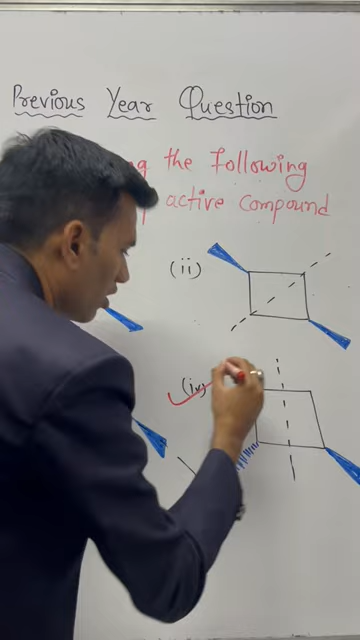 Previous Year Question
the Following
active compound
(ii)
(iv)